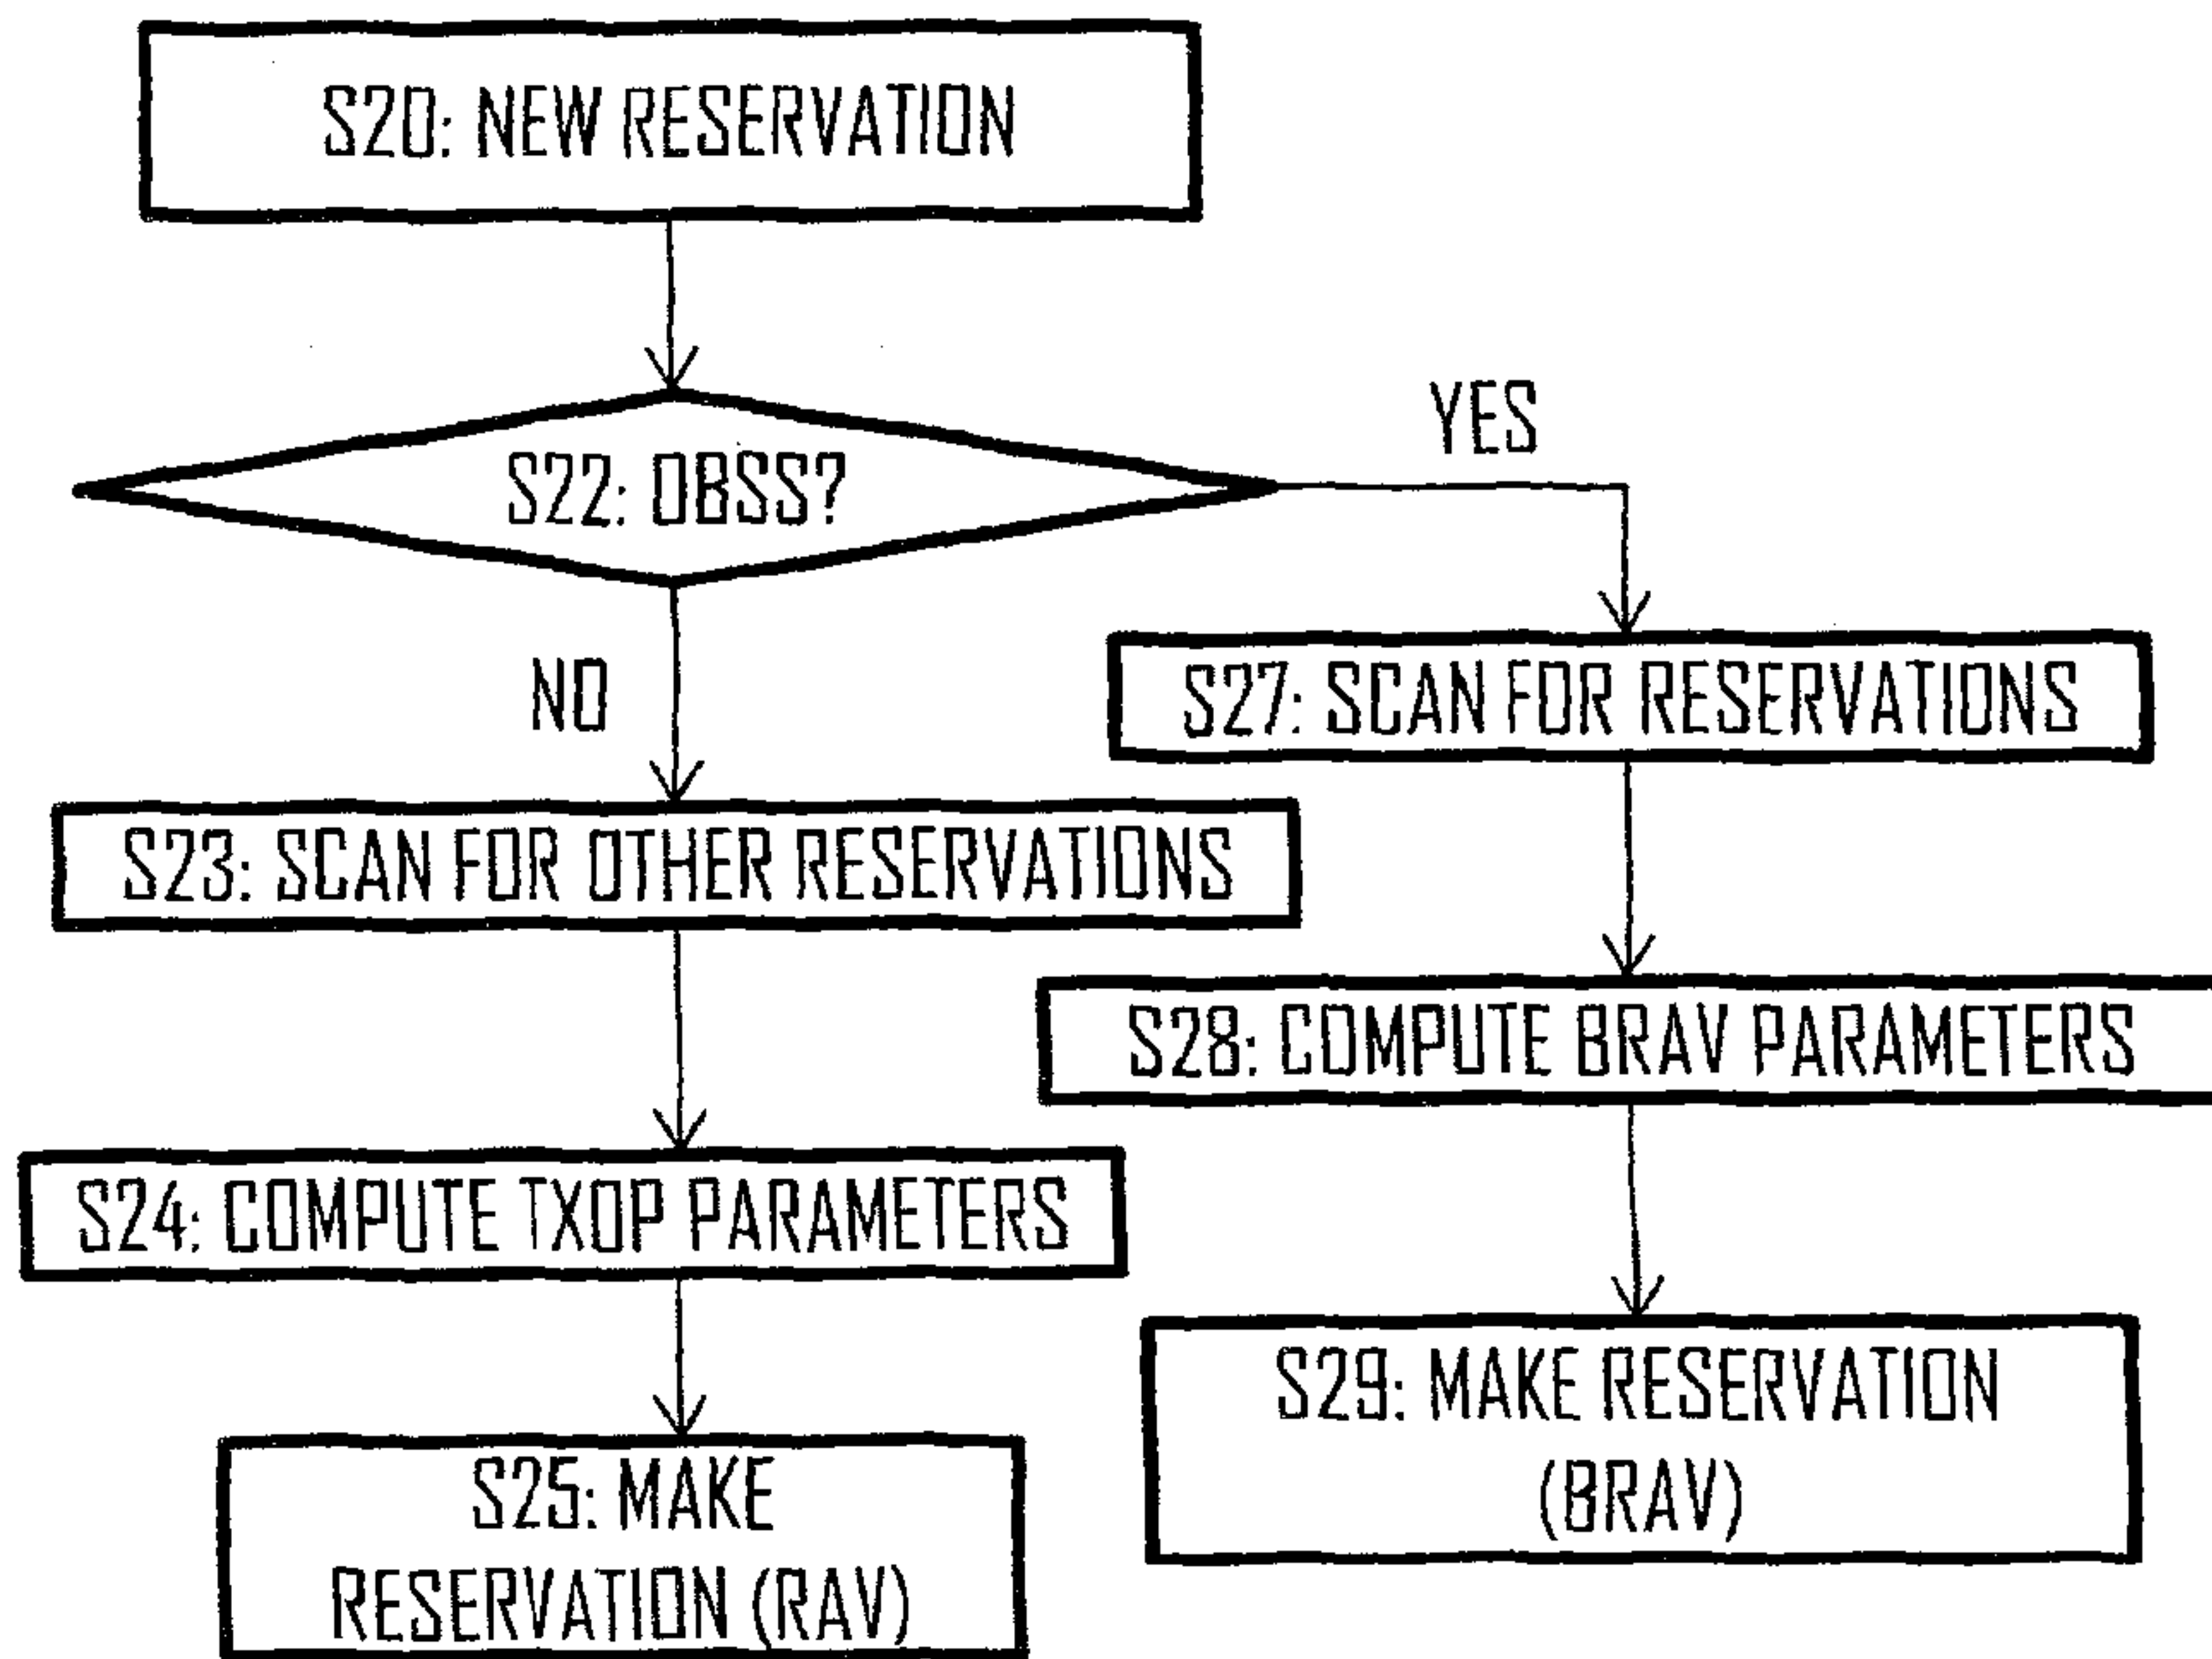 S20: NEW RESERVATION
S22: OBSS?
YES
NO
S27: SCAN FOR RESERVATIONS
S23: SCAN FOR OTHER RESERVATIONS
S28: COMPUTE BRAV PARAMETERS
S24: COMPUTE TXOP PARAMETERS
S29: MAKE RESERVATION
(BRAV)
S25: MAKE
RESERVATION (RAV)